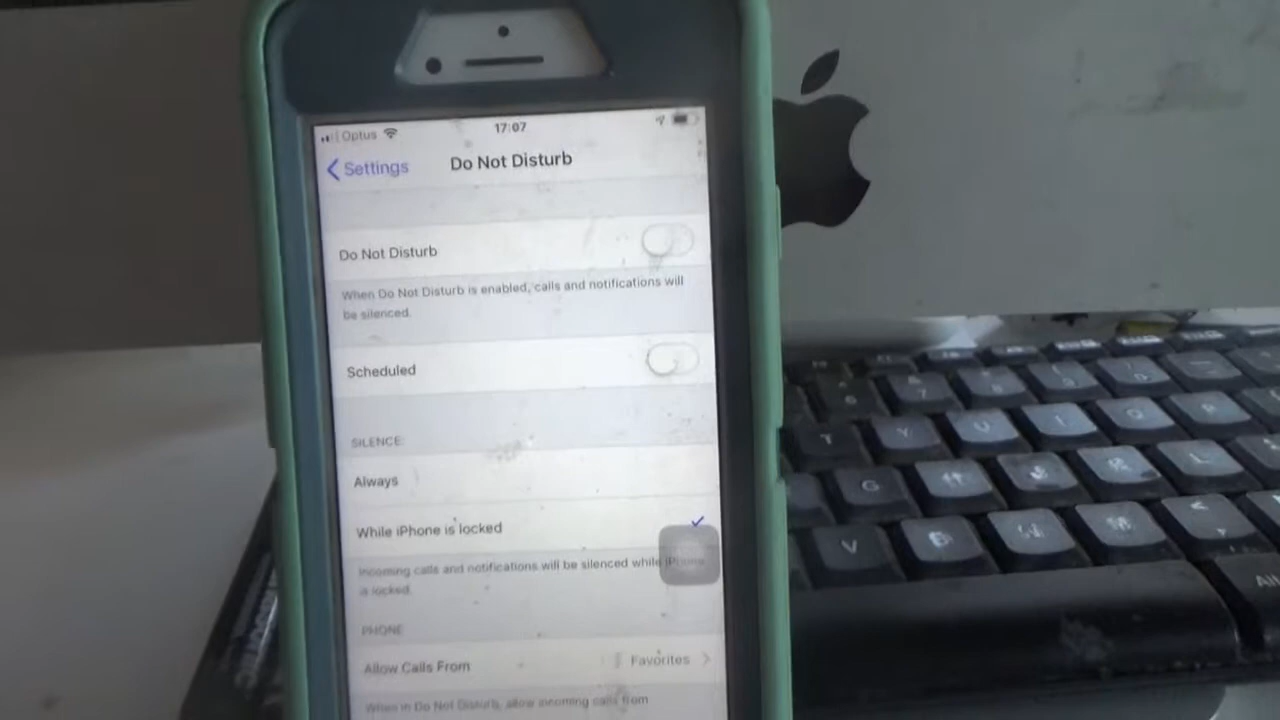 Optus
17:07
Settings
Do Not Disturb
Do Not Disturb
When Do Not Disturb is enabled, calls and notifications will
be silenced.
Scheduled
SILENCE:
Always
While iPhone is locked
Incoming calls and notifications will be silenced while iPhone
is locked.
PHONE
Allow Calls From
Favorites
When in Do Not Disturb, allow incoming calls from
T
Y
U
I
O
P
G
L
V
B
M